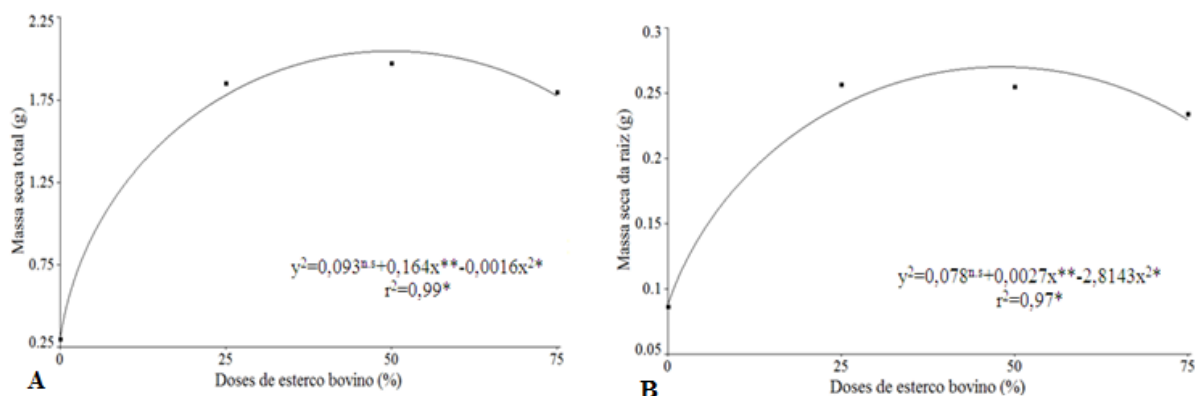 2.25
1.75
1.25
0.75
0.25
Massa seca total (g)
y²=0,093ⁿ·ˢ+0,164x**-0,0016x²*
r²=0,99*
0
25
50
75
Doses de esterco bovino (%)
A
0.3
0.25
0.2
0.15
0.1
0.05
Massa seca da raiz (g)
y²=0,078ⁿ·ˢ+0,0027x**-2,8143x²*
r²=0,97*
0
25
50
75
Doses de esterco bovino (%)
B